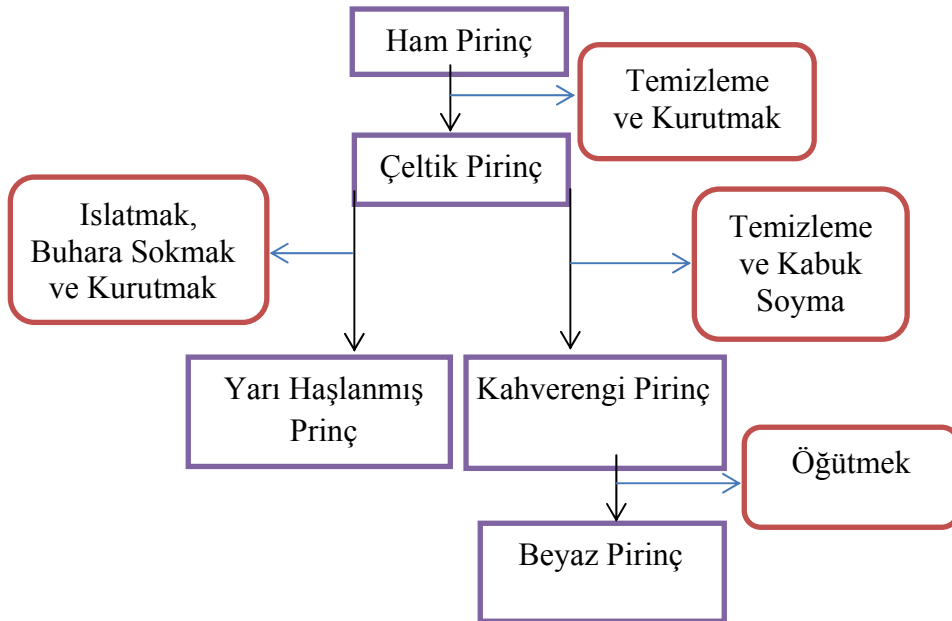 Ham Pirinç
Temizleme
ve Kurutmak
Çeltik Pirinç
Islatmak,
Buhara Sokmak
ve Kurutmak
Temizleme
ve Kabuk
Soyma
Yarı Haşlanmış
Prinç
Kahverengi Pirinç
Öğütmek
Beyaz Pirinç